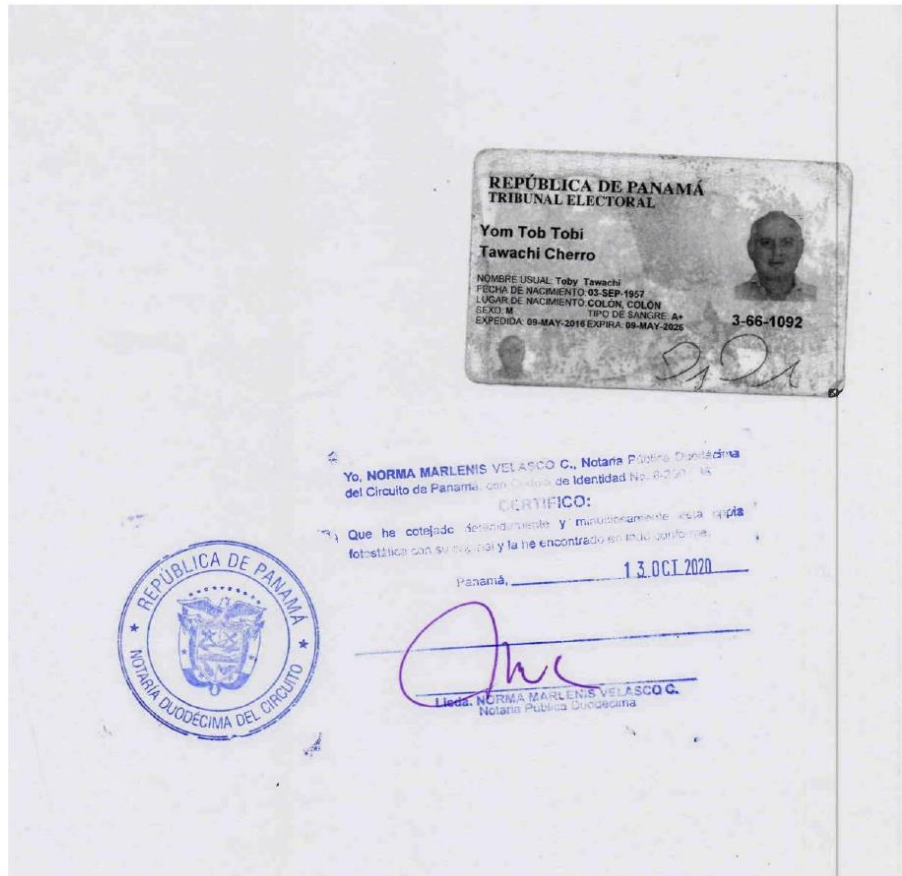 REPÚBLICA DE PANAMÁ
TRIBUNAL ELECTORAL
Yom Tob Tobi
Tawachi Cherro
NOMBRE USUAL: Toby Tawachi
FECHA DE NACIMIENTO: 03-SEP-1957
LUGAR DE NACIMIENTO: COLÓN, COLÓN
SEXO: M TIPO DE SANGRE: A+
EXPEDIDA: 09-MAY-2016 EXPIRA: 09-MAY-2026
3-66-1092
Yo, NORMA MARLENIS VELASCO C., Notaria Pública Duodécima
del Circuito de Panamá, con Cédula de Identidad No.
CERTIFICO:
Que he cotejado detenidamente y minuciosamente esta copia
fotostática con su original y la he encontrado en todo conforme.
Panamá, 13 OCT 2020
Licda. NORMA MARLENIS VELASCO C.
Notaria Pública Duodécima
REPÚBLICA DE PANAMÁ
NOTARÍA DUODÉCIMA DEL CIRCUITO